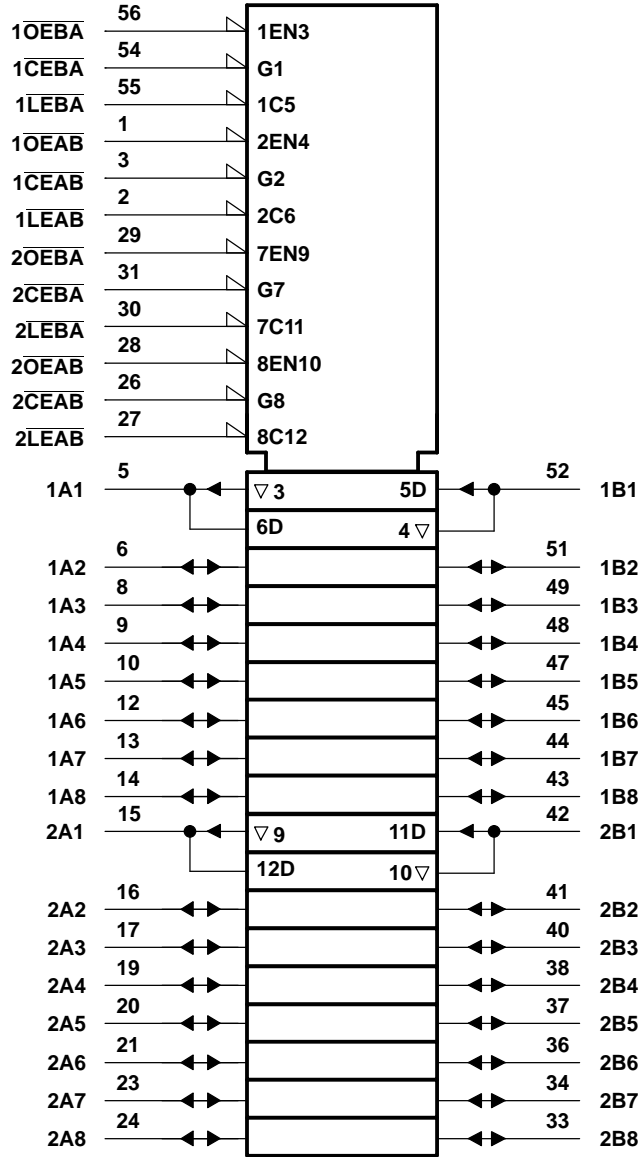 56
1OEBA 1EN3
54
1CEBA G1
55
1LEBA 1C5
1
1OEAB 2EN4
3
1CEAB G2
2
1LEAB 2C6
29
2OEBA 7EN9
31
2CEBA G7
30
2LEBA 7C11
28
2OEAB 8EN10
26
2CEAB G8
27
2LEAB 8C12
5 52
1A1 ▽ 3 5D 1B1
6D 4 ▽
6 51
1A2 1B2
8 49
1A3 1B3
9 48
1A4 1B4
10 47
1A5 1B5
12 45
1A6 1B6
13 44
1A7 1B7
14 43
1A8 1B8
15 42
2A1 ▽ 9 11D 2B1
12D 10 ▽
16 41
2A2 2B2
17 40
2A3 2B3
19 38
2A4 2B4
20 37
2A5 2B5
21 36
2A6 2B6
23 34
2A7 2B7
24 33
2A8 2B8